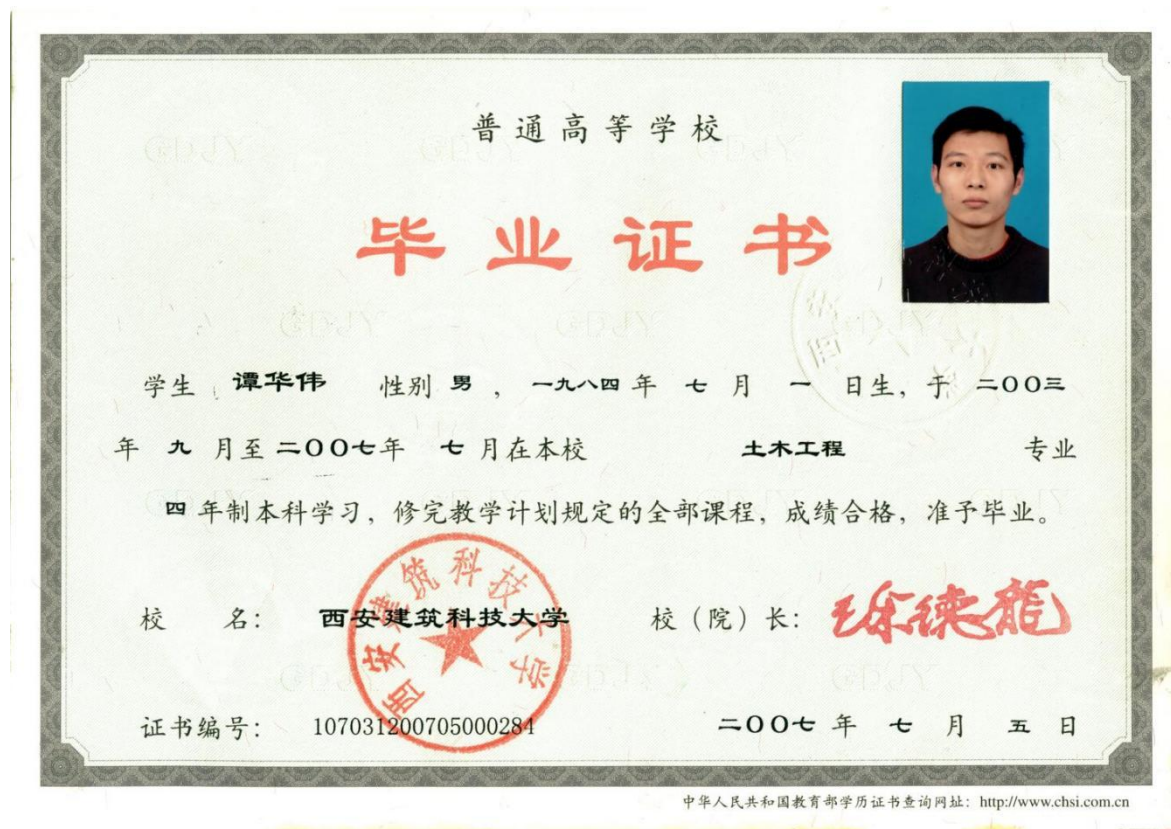 普通高等学校
毕业证书
学生 谭华伟 性别 男 , 一九八四 年 七 月 一 日生, 于 二OO三
年 九 月至 二OO七年 七 月在本校 土木工程 专业
四 年制本科学习, 修完教学计划规定的全部课程, 成绩合格, 准予毕业。
校 名: 西安建筑科技大学 校(院)长: 徐德龙
西安建筑科技大学
证书编号: 107031200705000284 二OO七 年 七 月 五 日
中华人民共和国教育部学历证书查询网址: http://www.chsi.com.cn